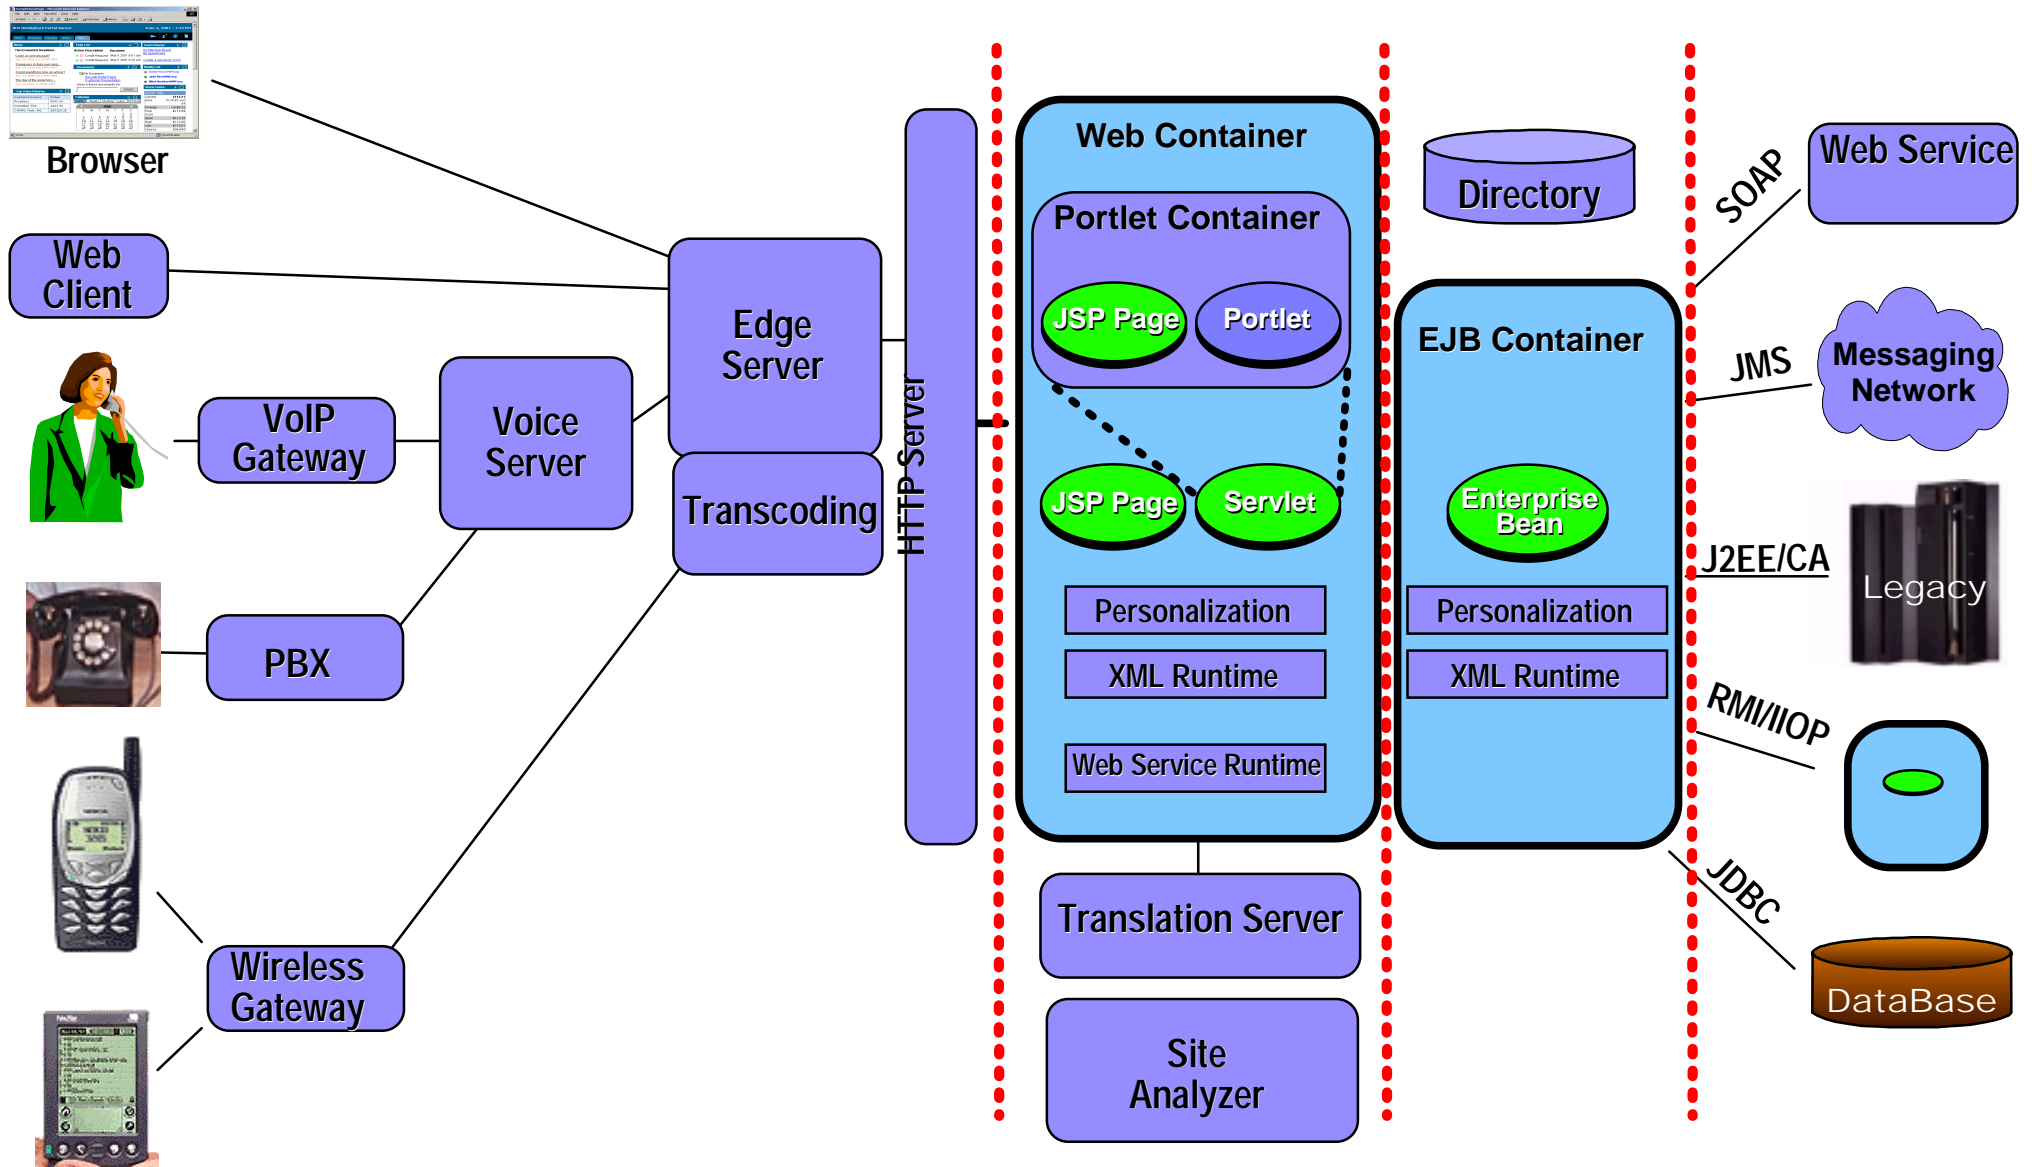 Browser
Web
Client
VoIP
Gateway
Voice
Server
PBX
Wireless
Gateway
Edge
Server
Transcoding
HTTP Server
Web Container
Portlet Container
JSP Page
Portlet
JSP Page
Servlet
Personalization
XML Runtime
Web Service Runtime
Translation Server
Site
Analyzer
Directory
EJB Container
Enterprise
Bean
Personalization
XML Runtime
SOAP
Web Service
JMS
Messaging
Network
J2EE/CA
Legacy
RMI/IIOP
JDBC
DataBase